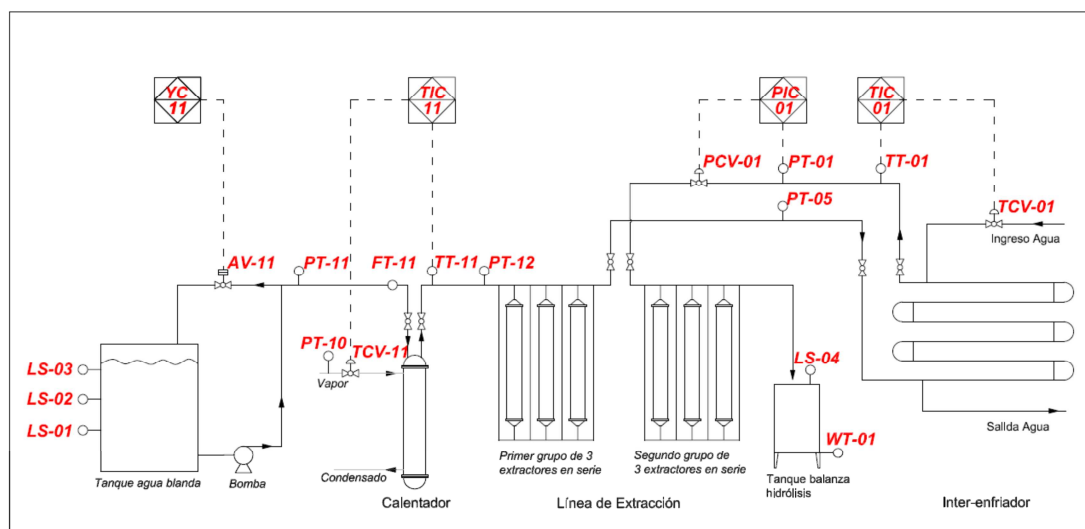 YC
11
TIC
11
PIC
01
TIC
01
PCV-01
PT-01
TT-01
PT-05
TCV-01
Ingreso Agua
AV-11
PT-11
FT-11
TT-11
PT-12
PT-10
TCV-11
Vapor
LS-03
LS-02
LS-01
LS-04
WT-01
Salida Agua
Primer grupo de 3
extractores en serie
Segundo grupo de
3 extractores en serie
Tanque agua blanda
Bomba
Condensado
Tanque balanza
hidrólisis
Calentador
Línea de Extracción
Inter-enfriador